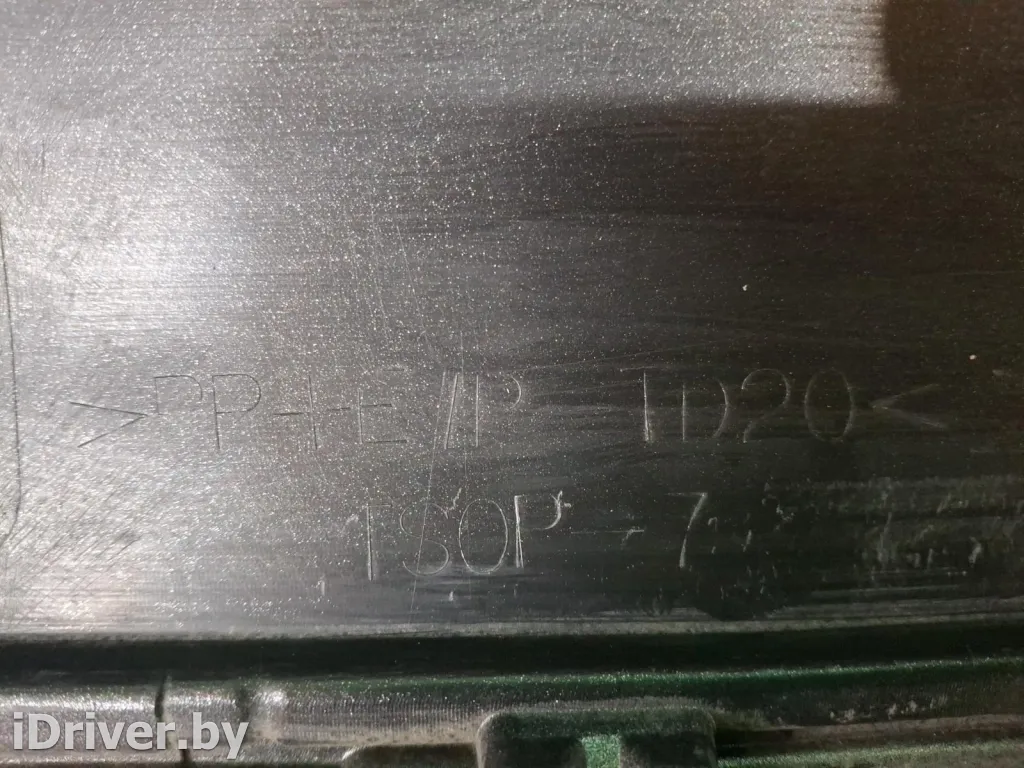 >PP+E/P - TD20<
TSOP - 7
iDriver.by